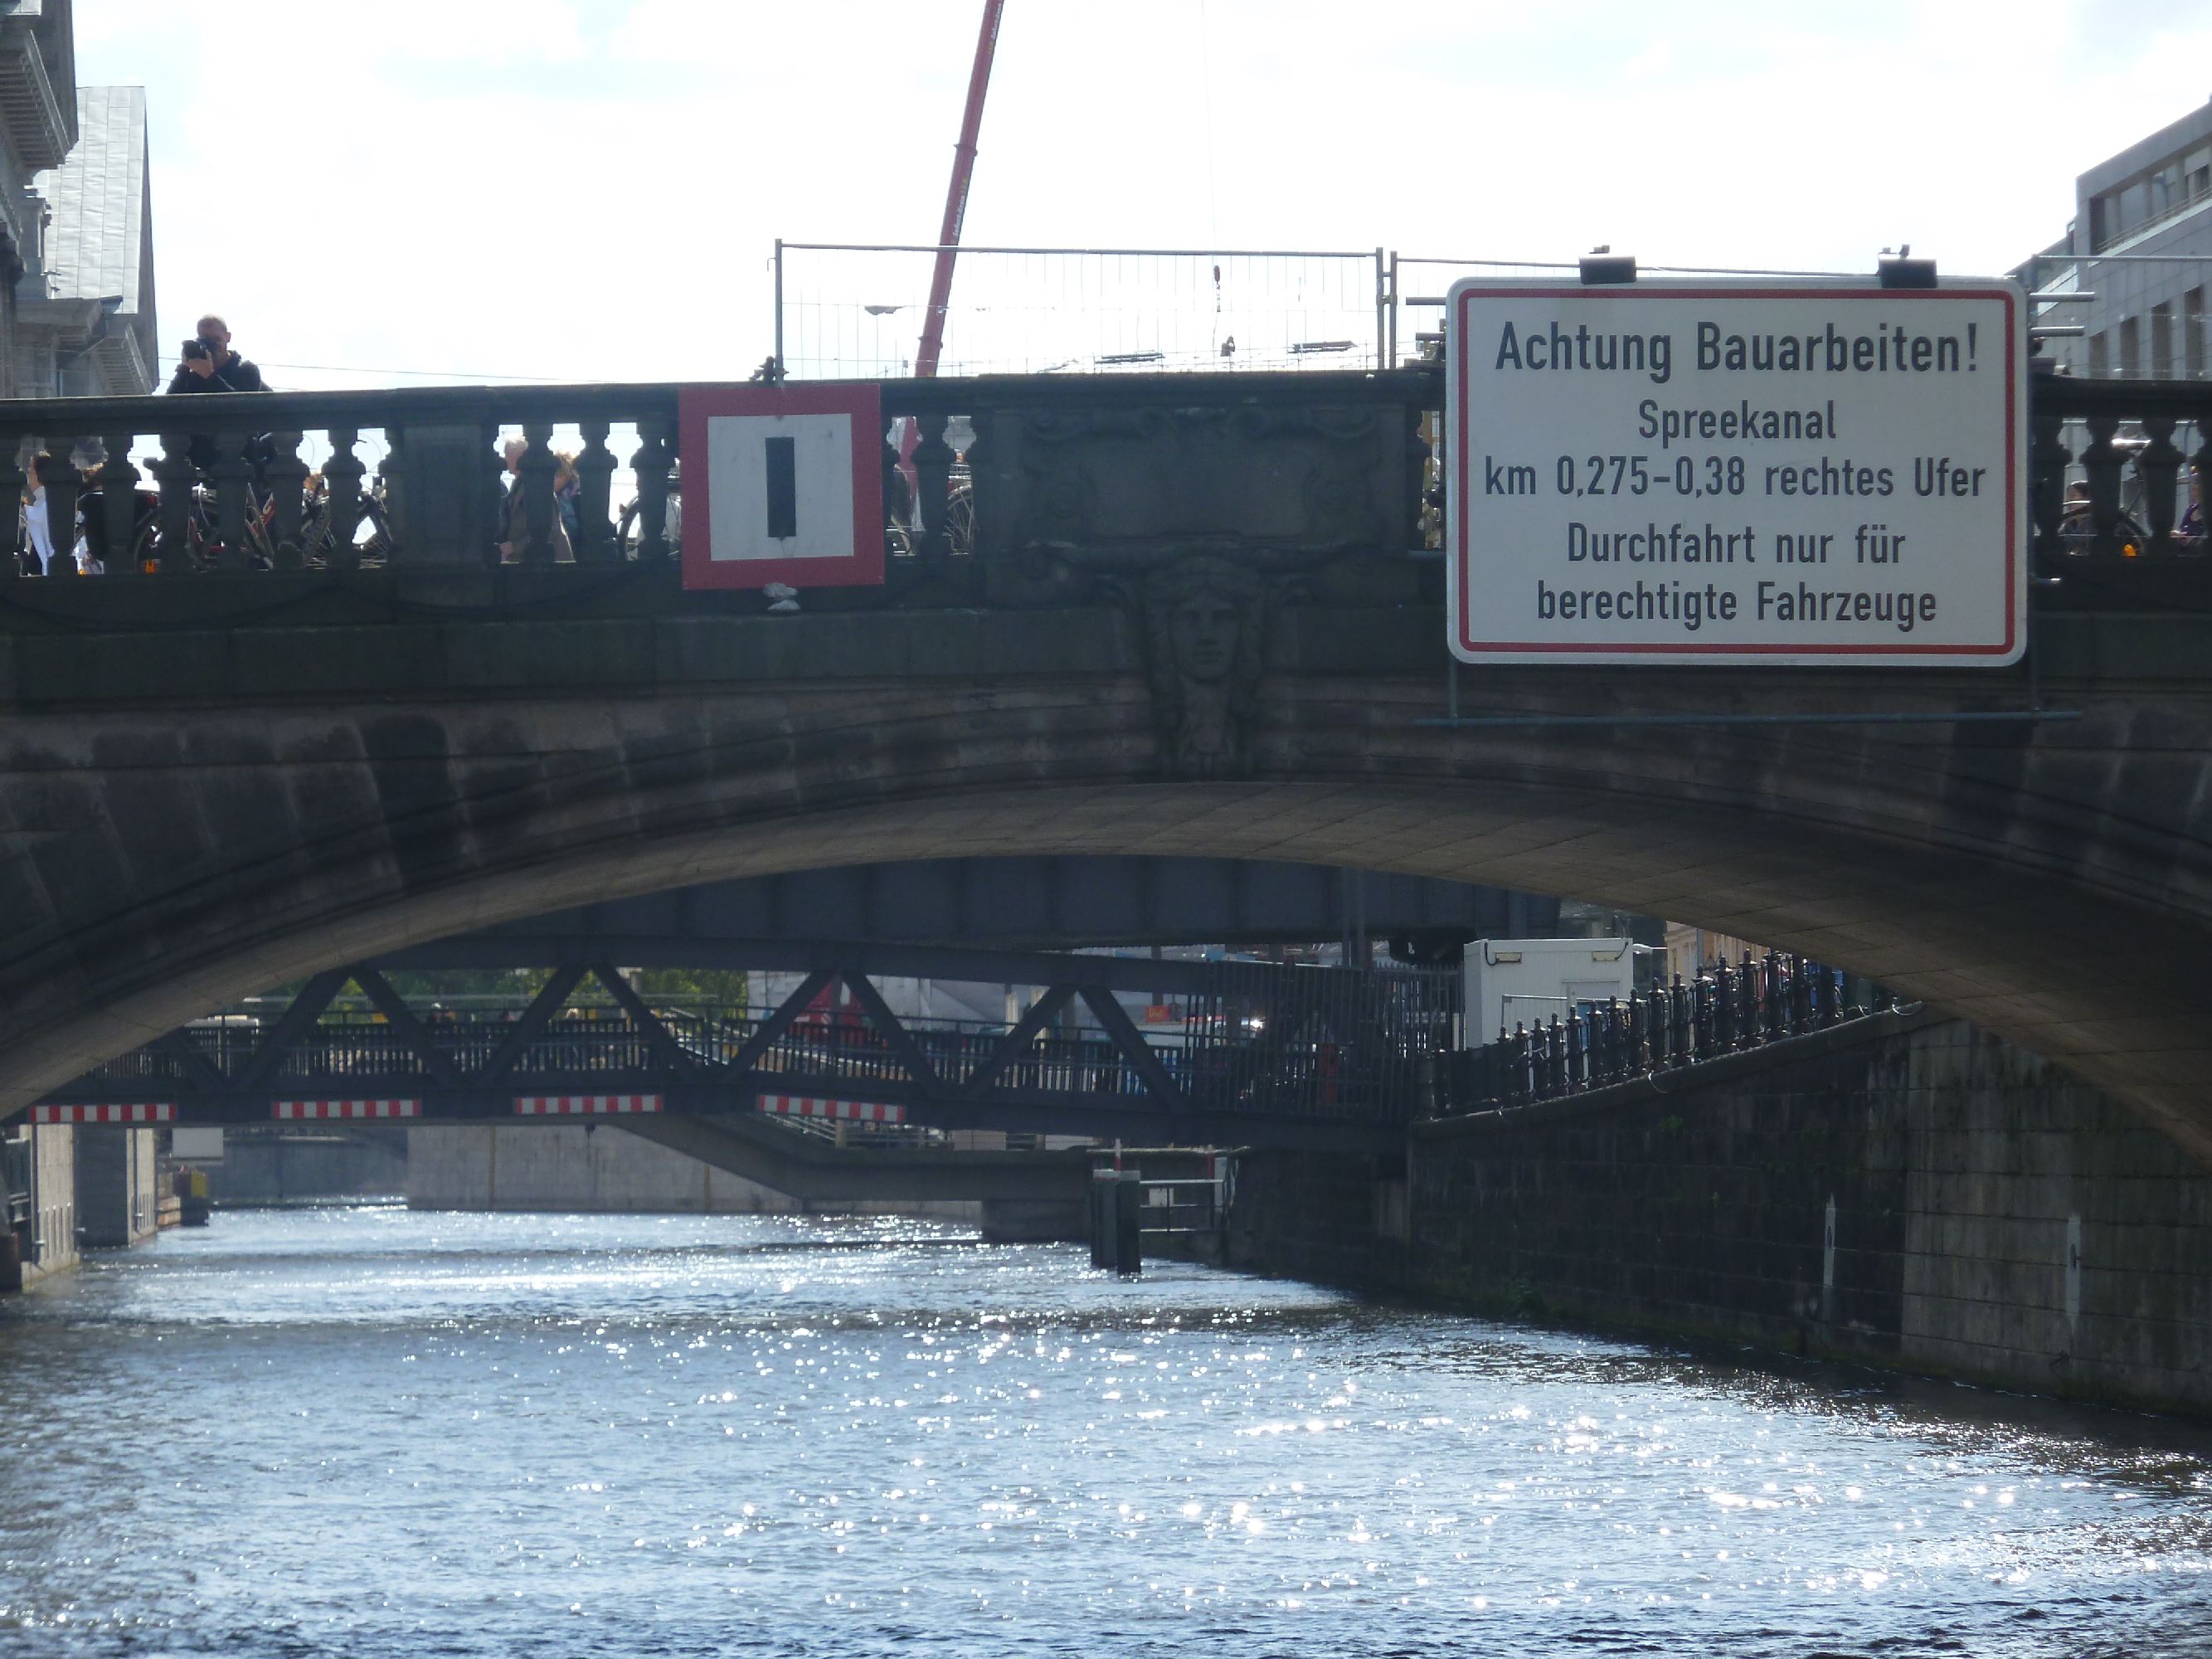 Achtung Bauarbeiten!
Spreekanal
km 0,275-0,38 rechtes Ufer
Durchfahrt nur für
berechtigte Fahrzeuge